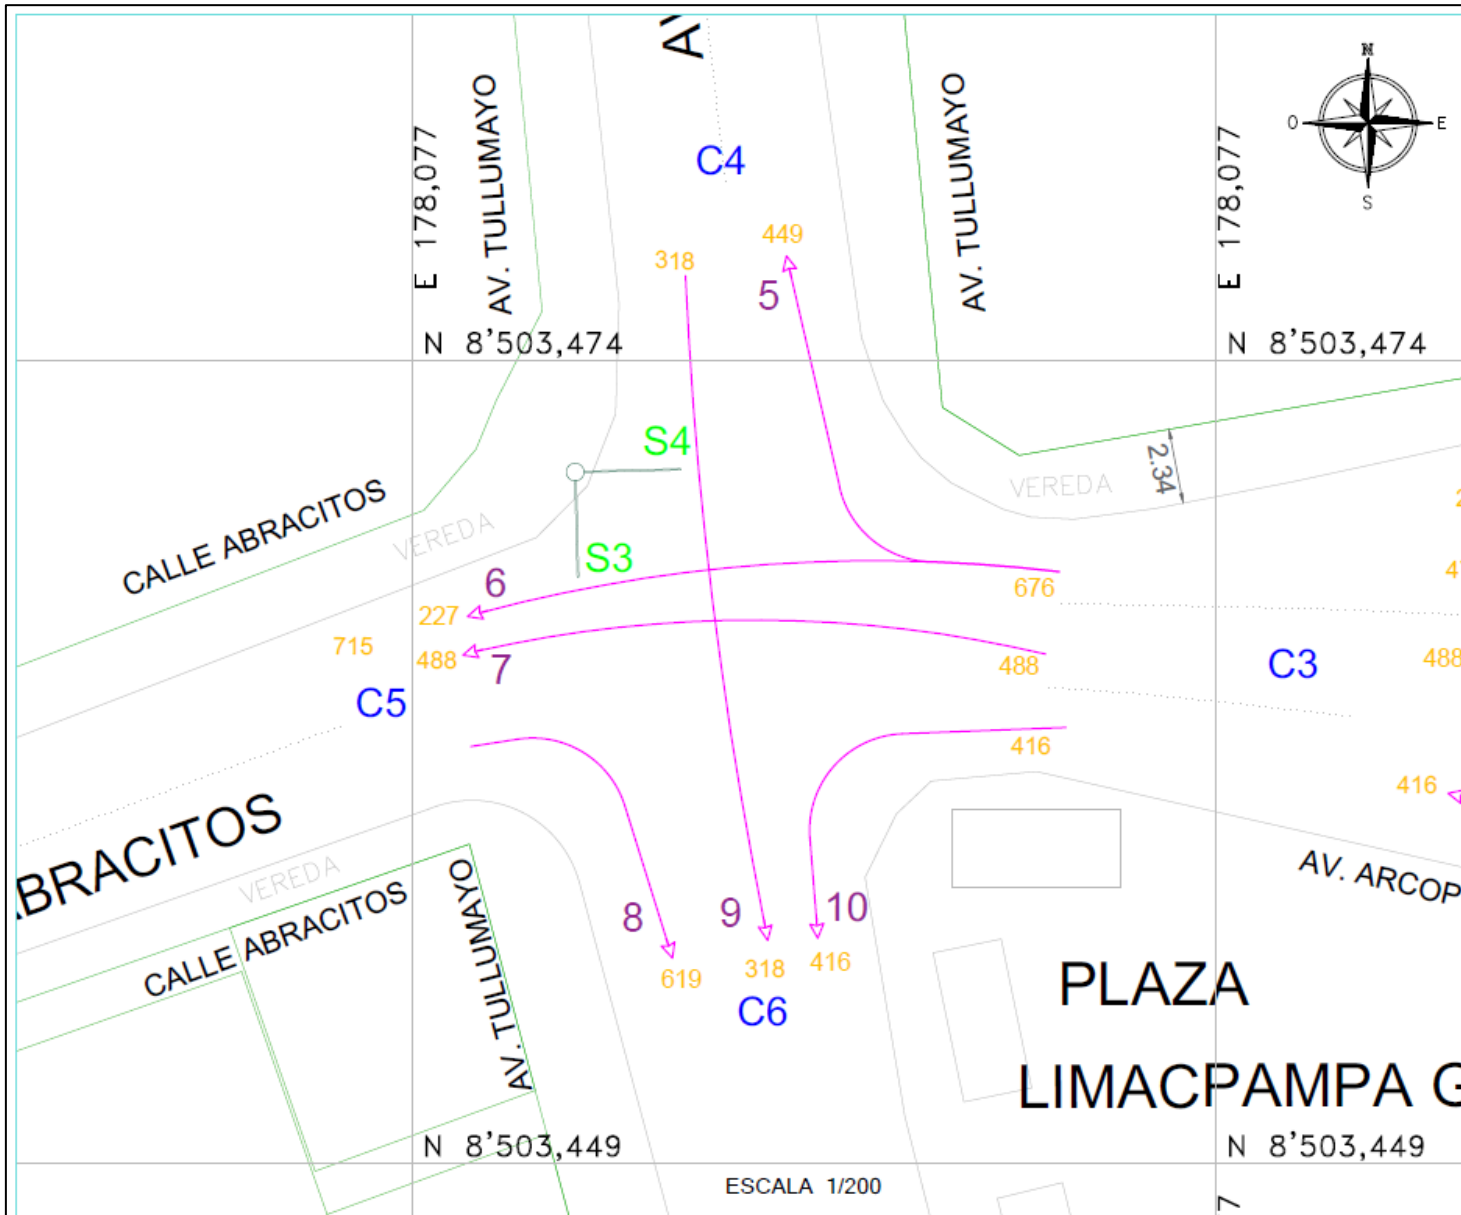 AV
N
O
E
S
AV. TULLUMAYO
AV. TULLUMAYO
E 178,077
E 178,077
C4
449
318
5
N 8'503,474
N 8'503,474
S4
2.34
VEREDA
CALLE ABRACITOS
VEREDA
S3
6
676
227
715
488
7
488
C3
488
C5
416
416
ABRACITOS
VEREDA
AV. ARCOP
CALLE ABRACITOS
AV. TULLUMAYO
8
9
10
619
318
416
C6
PLAZA
LIMACPAMPA G
N 8'503,449
N 8'503,449
ESCALA 1/200
7